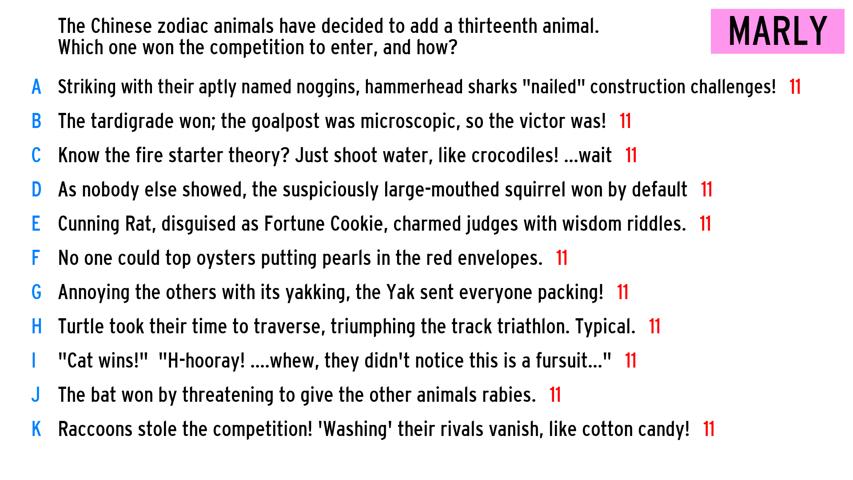 The Chinese zodiac animals have decided to add a thirteenth animal.
Which one won the competition to enter, and how?
MARLY
A Striking with their aptly named noggins, hammerhead sharks "nailed" construction challenges! 11
B The tardigrade won; the goalpost was microscopic, so the victor was! 11
C Know the fire starter theory? Just shoot water, like crocodiles! ...wait 11
D As nobody else showed, the suspiciously large-mouthed squirrel won by default 11
E Cunning Rat, disguised as Fortune Cookie, charmed judges with wisdom riddles. 11
F No one could top oysters putting pearls in the red envelopes. 11
G Annoying the others with its yakking, the Yak sent everyone packing! 11
H Turtle took their time to traverse, triumphing the track triathlon. Typical. 11
I "Cat wins!" "H-hooray! ....whew, they didn't notice this is a fursuit..." 11
J The bat won by threatening to give the other animals rabies. 11
K Raccoons stole the competition! 'Washing' their rivals vanish, like cotton candy! 11